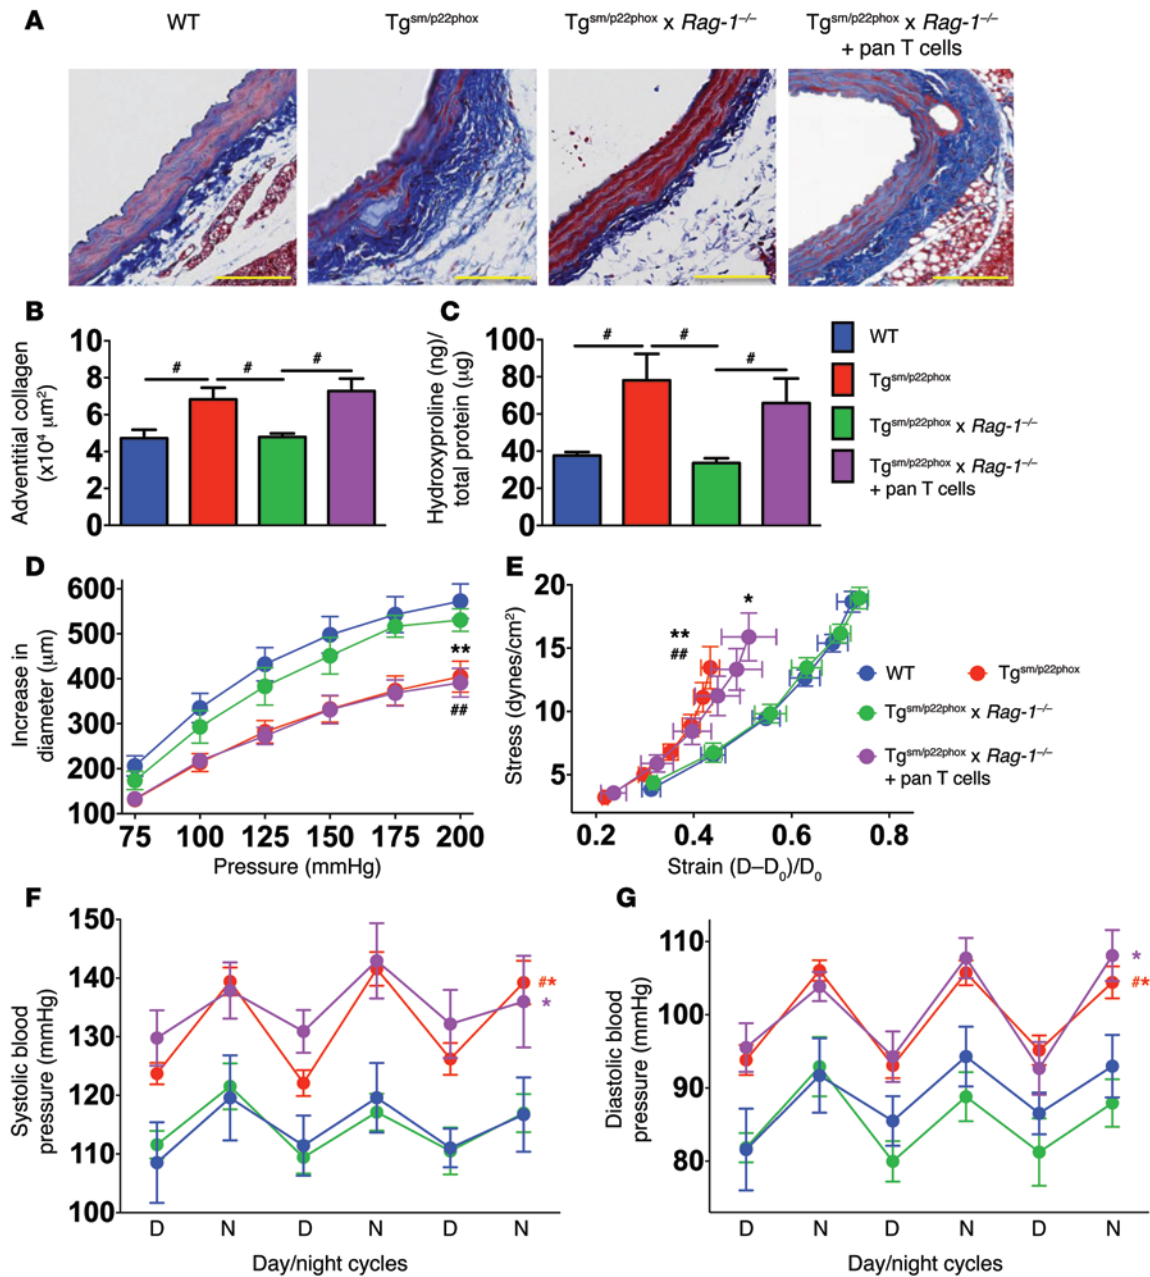 A
WT
Tgsm/p22phox
Tgsm/p22phox x Rag-1–/–
Tgsm/p22phox x Rag-1–/–
+ pan T cells
B
Adventitial collagen
(x10⁴ µm²)
10
8
6
4
2
0
#
#
#
C
Hydroxyproline (ng)/
total protein (µg)
100
80
60
40
20
0
#
#
#
WT
Tgsm/p22phox
Tgsm/p22phox x Rag-1–/–
Tgsm/p22phox x Rag-1–/–
+ pan T cells
D
Increase in
diameter (µm)
600
500
400
300
200
100
**
##
75
100
125
150
175
200
Pressure (mmHg)
E
Stress (dynes/cm²)
20
15
10
5
**
##
*
0.2
0.4
0.6
0.8
Strain (D–D₀)/D₀
WT
Tgsm/p22phox
Tgsm/p22phox x Rag-1–/–
Tgsm/p22phox x Rag-1–/–
+ pan T cells
F
Systolic blood
pressure (mmHg)
150
140
130
120
110
100
#*
*
D
N
D
N
D
N
Day/night cycles
G
Diastolic blood
pressure (mmHg)
110
100
90
80
*
#*
D
N
D
N
D
N
Day/night cycles